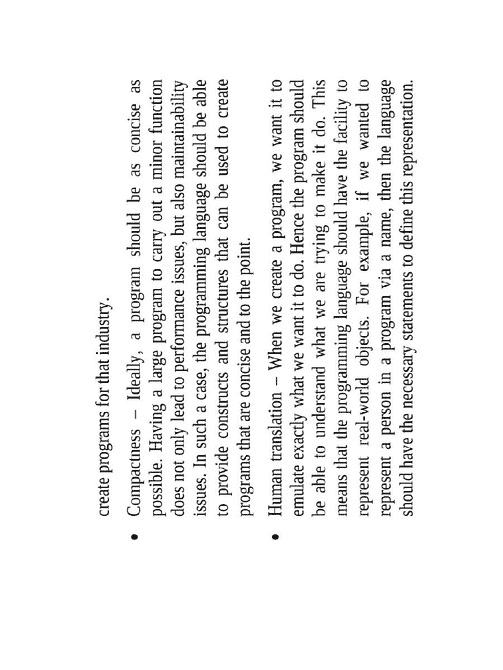 create programs for that industry.
• Compactness – Ideally, a program should be as concise as
possible. Having a large program to carry out a minor function
does not only lead to performance issues, but also maintainability
issues. In such a case, the programming language should be able
to provide constructs and structures that can be used to create
programs that are concise and to the point.
• Human translation – When we create a program, we want it to
emulate exactly what we want it to do. Hence the program should
be able to understand what we are trying to make it do. This
means that the programming language should have the facility to
represent real-world objects. For example, if we wanted to
represent a person in a program via a name, then the language
should have the necessary statements to define this representation.